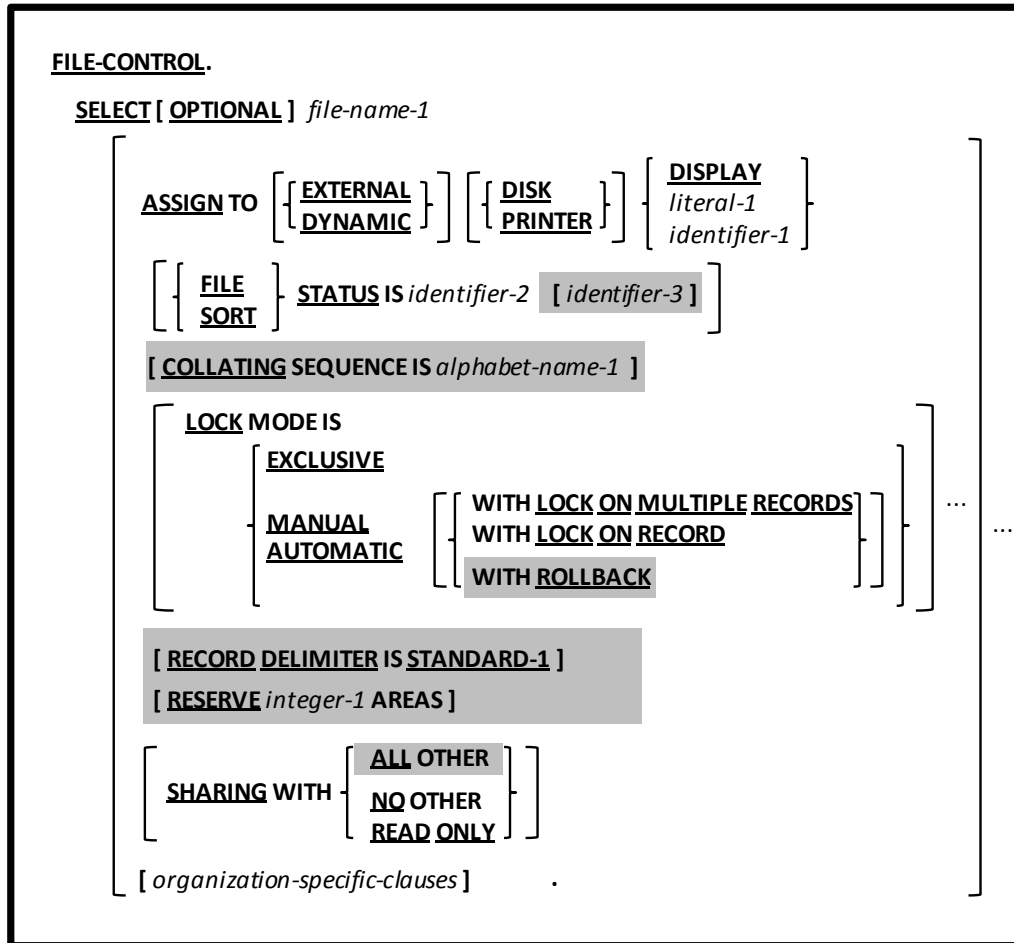 FILE-CONTROL.
SELECT [ OPTIONAL ] file-name-1
ASSIGN TO
EXTERNAL
DYNAMIC
DISK
PRINTER
DISPLAY
literal-1
identifier-1
FILE
SORT
STATUS IS identifier-2 [ identifier-3 ]
[ COLLATING SEQUENCE IS alphabet-name-1 ]
LOCK MODE IS
EXCLUSIVE
MANUAL
AUTOMATIC
WITH LOCK ON MULTIPLE RECORDS
WITH LOCK ON RECORD
WITH ROLLBACK
...
...
[ RECORD DELIMITER IS STANDARD-1 ]
[ RESERVE integer-1 AREAS ]
SHARING WITH
ALL OTHER
NO OTHER
READ ONLY
[ organization-specific-clauses ] .